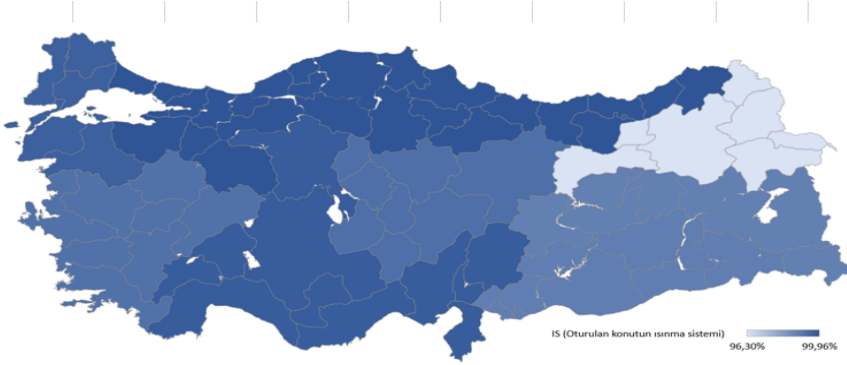 IS (Oturulan konutun ısınma sistemi)
96,30% 99,96%